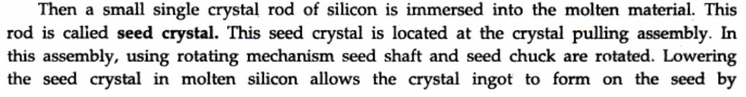 Then a small single crystal rod of silicon is immersed into the molten material. This
rod is called seed crystal. This seed crystal is located at the crystal pulling assembly. In
this assembly, using rotating mechanism seed shaft and seed chuck are rotated. Lowering
the seed crystal in molten silicon allows the crystal ingot to form on the seed by